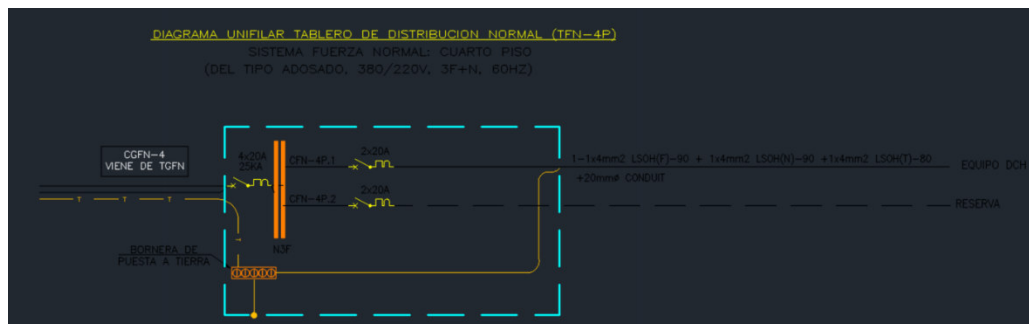 DIAGRAMA UNIFILAR TABLERO DE DISTRIBUCION NORMAL (TFN-4P)
SISTEMA FUERZA NORMAL: CUARTO PISO
(DEL TIPO ADOSADO, 380/220V, 3F+N, 60HZ)
CGFN-4
VIENE DE TGFN
4x20A
25KA
CFN-4P.1
2x20A
1-1x4mm2 LSOH(F)-90 + 1x4mm2 LSOH(N)-90 +1x4mm2 LSOH(T)-80
+20mmø CONDUIT
EQUIPO DCH
CFN-4P.2
2x20A
RESERVA
T T T
T
N3F
BORNERA DE
PUESTA A TIERRA